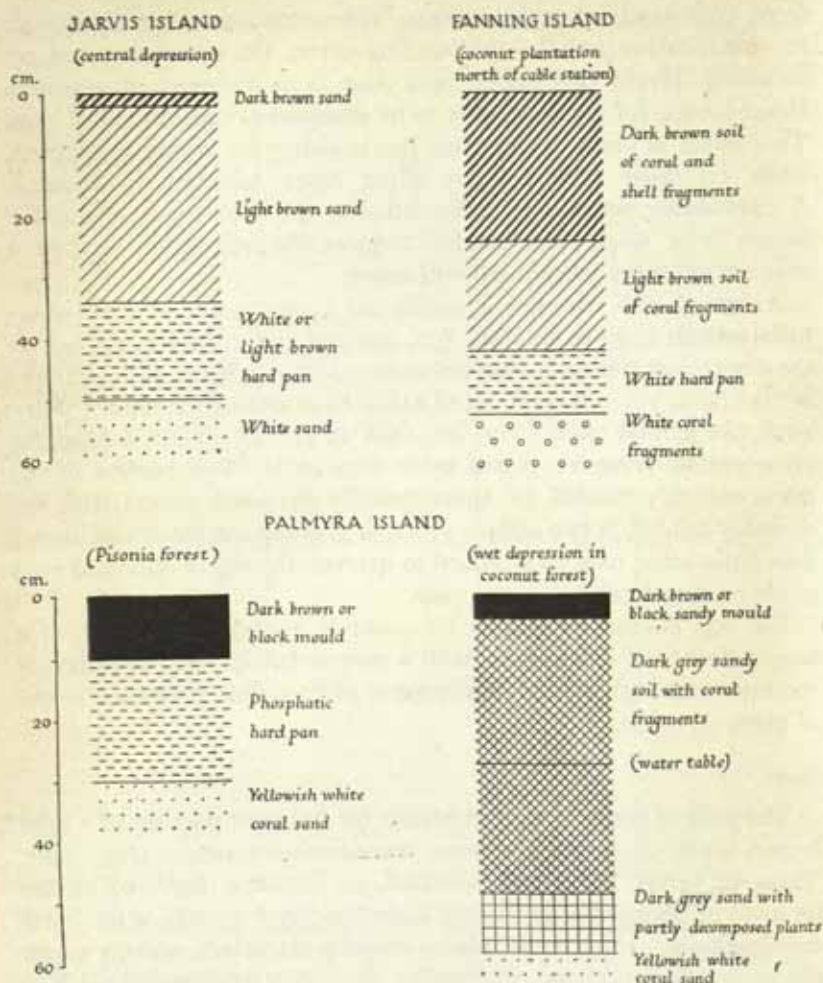 JARVIS ISLAND
(central depression)
cm.
0
20
40
60
Dark brown sand
Light brown sand
White or
light brown
hard pan
White sand
FANNING ISLAND
(coconut plantation
north of cable station)
Dark brown soil
of coral and
shell fragments
Light brown soil
of coral fragments
White hard pan
White coral
fragments
PALMYRA ISLAND
(Pisonia forest)
cm.
0
20
40
60
Dark brown or
black mould
Phosphatic
hard pan
Yellowish white
coral sand
(wet depression in
coconut forest)
Dark brown or
black sandy mould
Dark grey sandy
soil with coral
fragments
(water table)
Dark grey sand with
partly decomposed plants
Yellowish white
coral sand